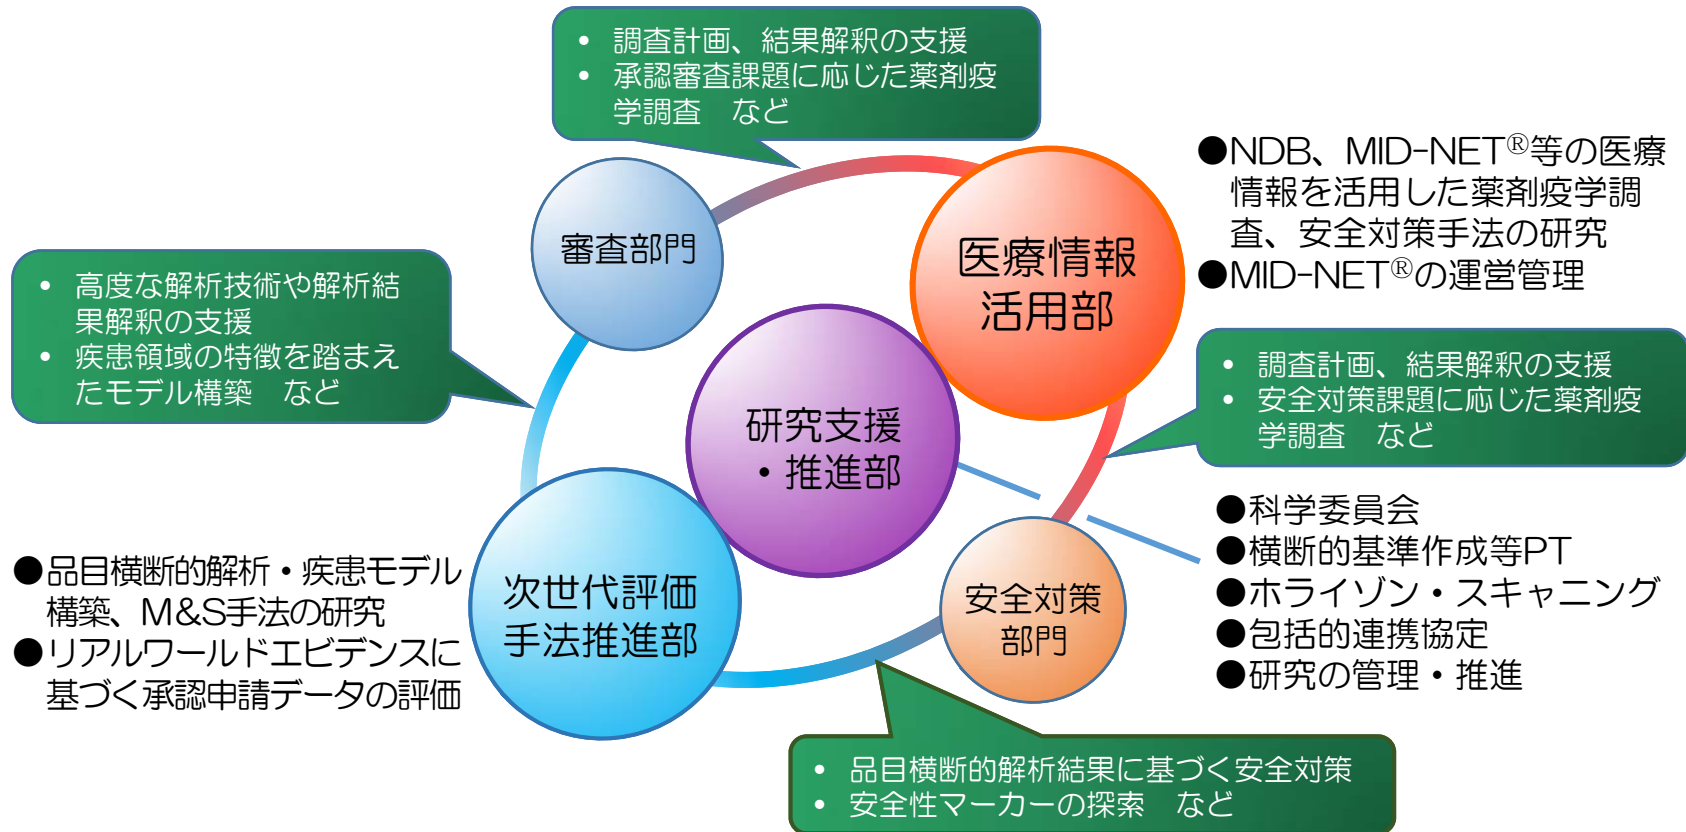 • 調査計画、結果解釈の支援
• 承認審査課題に応じた薬剤疫
学調査　など
●NDB、MID-NET®等の医療
情報を活用した薬剤疫学調
査、安全対策手法の研究
●MID-NET®の運営管理
審査部門
医療情報
活用部
• 高度な解析技術や解析結
果解釈の支援
• 疾患領域の特徴を踏まえ
たモデル構築　など
• 調査計画、結果解釈の支援
• 安全対策課題に応じた薬剤疫
学調査　など
研究支援
・推進部
●科学委員会
●横断的基準作成等PT
●ホライゾン・スキャニング
●包括的連携協定
●研究の管理・推進
●品目横断的解析・疾患モデル
構築、M&S手法の研究
●リアルワールドエビデンスに
基づく承認申請データの評価
次世代評価
手法推進部
安全対策
部門
• 品目横断的解析結果に基づく安全対策
• 安全性マーカーの探索　など